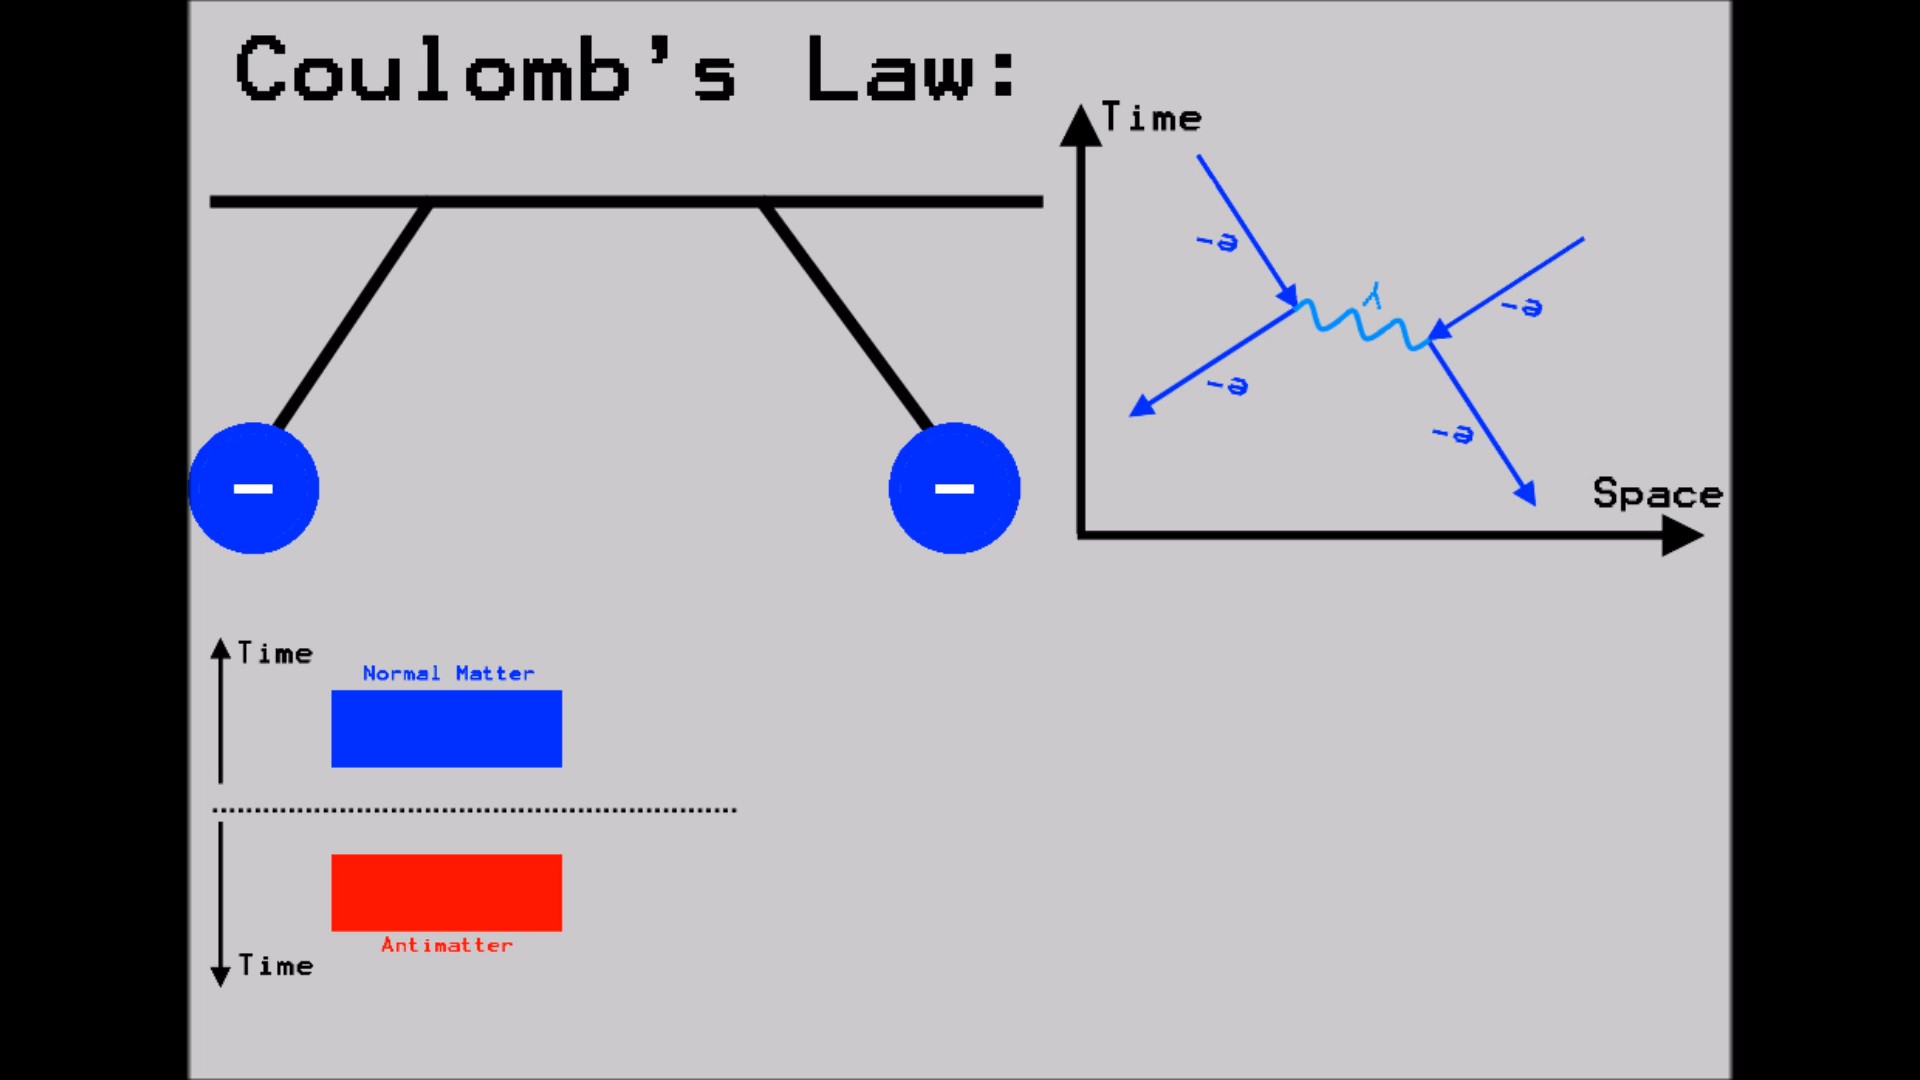 Coulomb's Law:
Time
-e
γ
-e
-e
-e
Space
Time
Normal Matter
Antimatter
Time